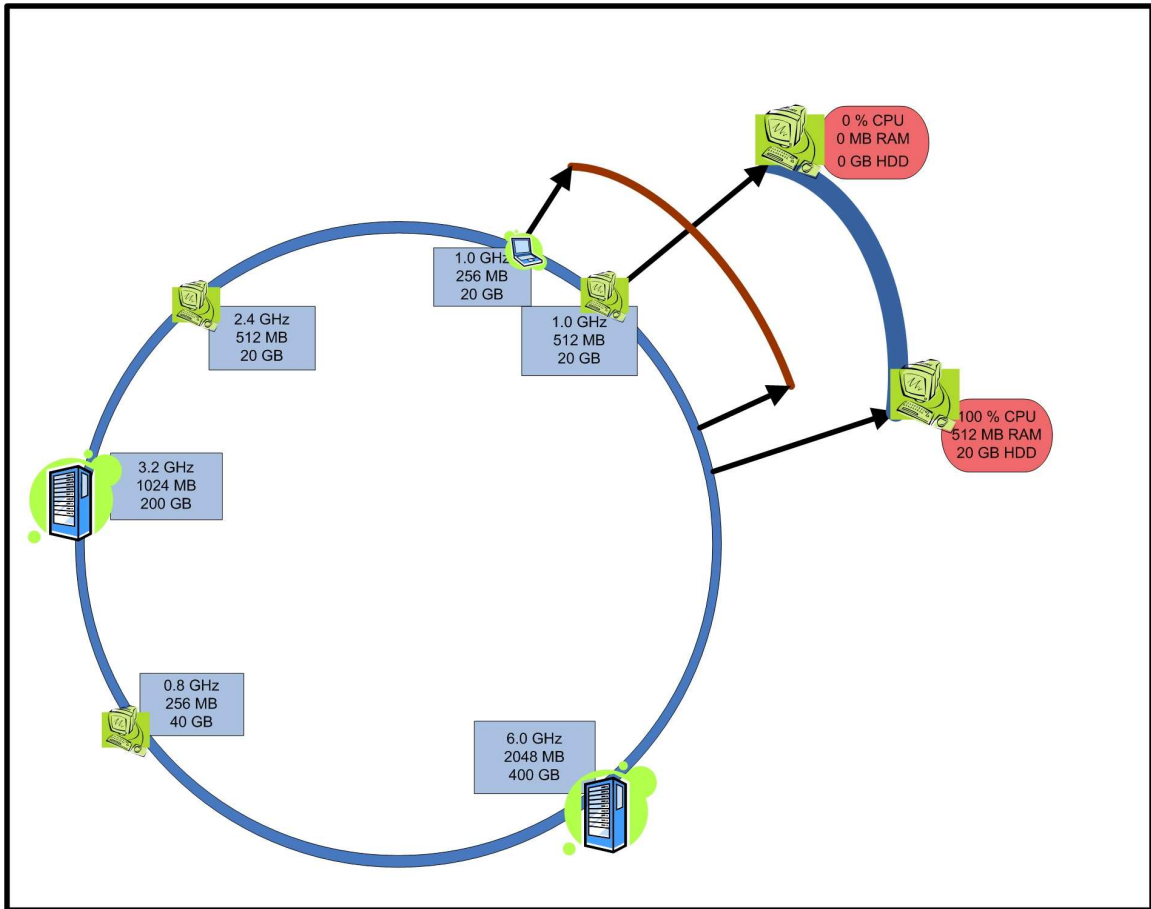 0 % CPU
0 MB RAM
0 GB HDD
1.0 GHz
256 MB
20 GB
1.0 GHz
512 MB
20 GB
2.4 GHz
512 MB
20 GB
100 % CPU
512 MB RAM
20 GB HDD
3.2 GHz
1024 MB
200 GB
0.8 GHz
256 MB
40 GB
6.0 GHz
2048 MB
400 GB